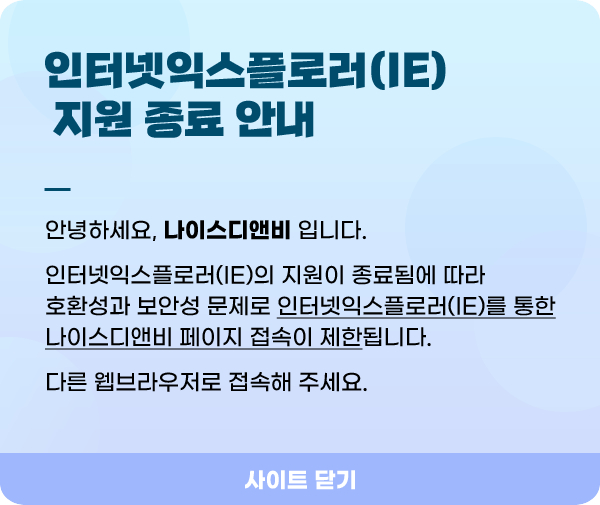 인터넷익스플로러(IE)
지원 종료 안내
안녕하세요, 나이스디앤비 입니다.
인터넷익스플로러(IE)의 지원이 종료됨에 따라
호환성과 보안성 문제로 인터넷익스플로러(IE)를 통한
나이스디앤비 페이지 접속이 제한됩니다.
다른 웹브라우저로 접속해 주세요.
사이트 닫기